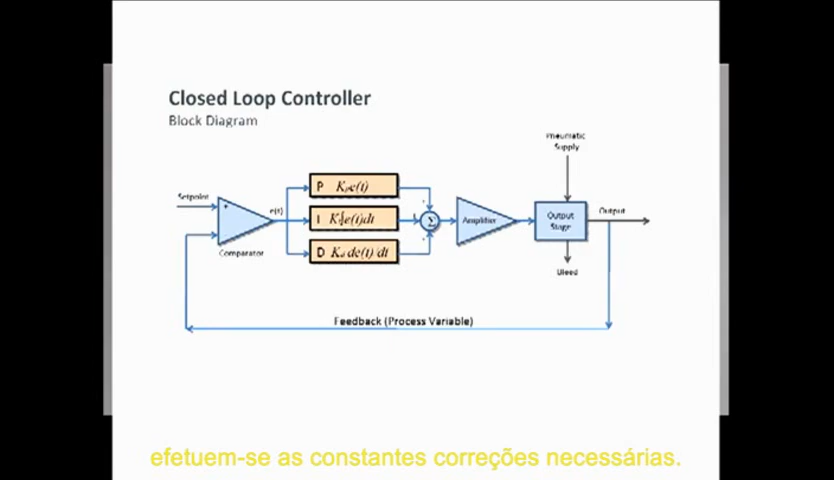 Closed Loop Controller
Block Diagram
Pneumatic
Supply
Setpoint
+
e(t)
P Kₚe(t)
I Kᵢ∫e(t)dt
D K_d de(t)/dt
Σ
Amplifier
Output
Stage
Output
Comparator
Bleed
Feedback (Process Variable)
efetuem-se as constantes correções necessárias.